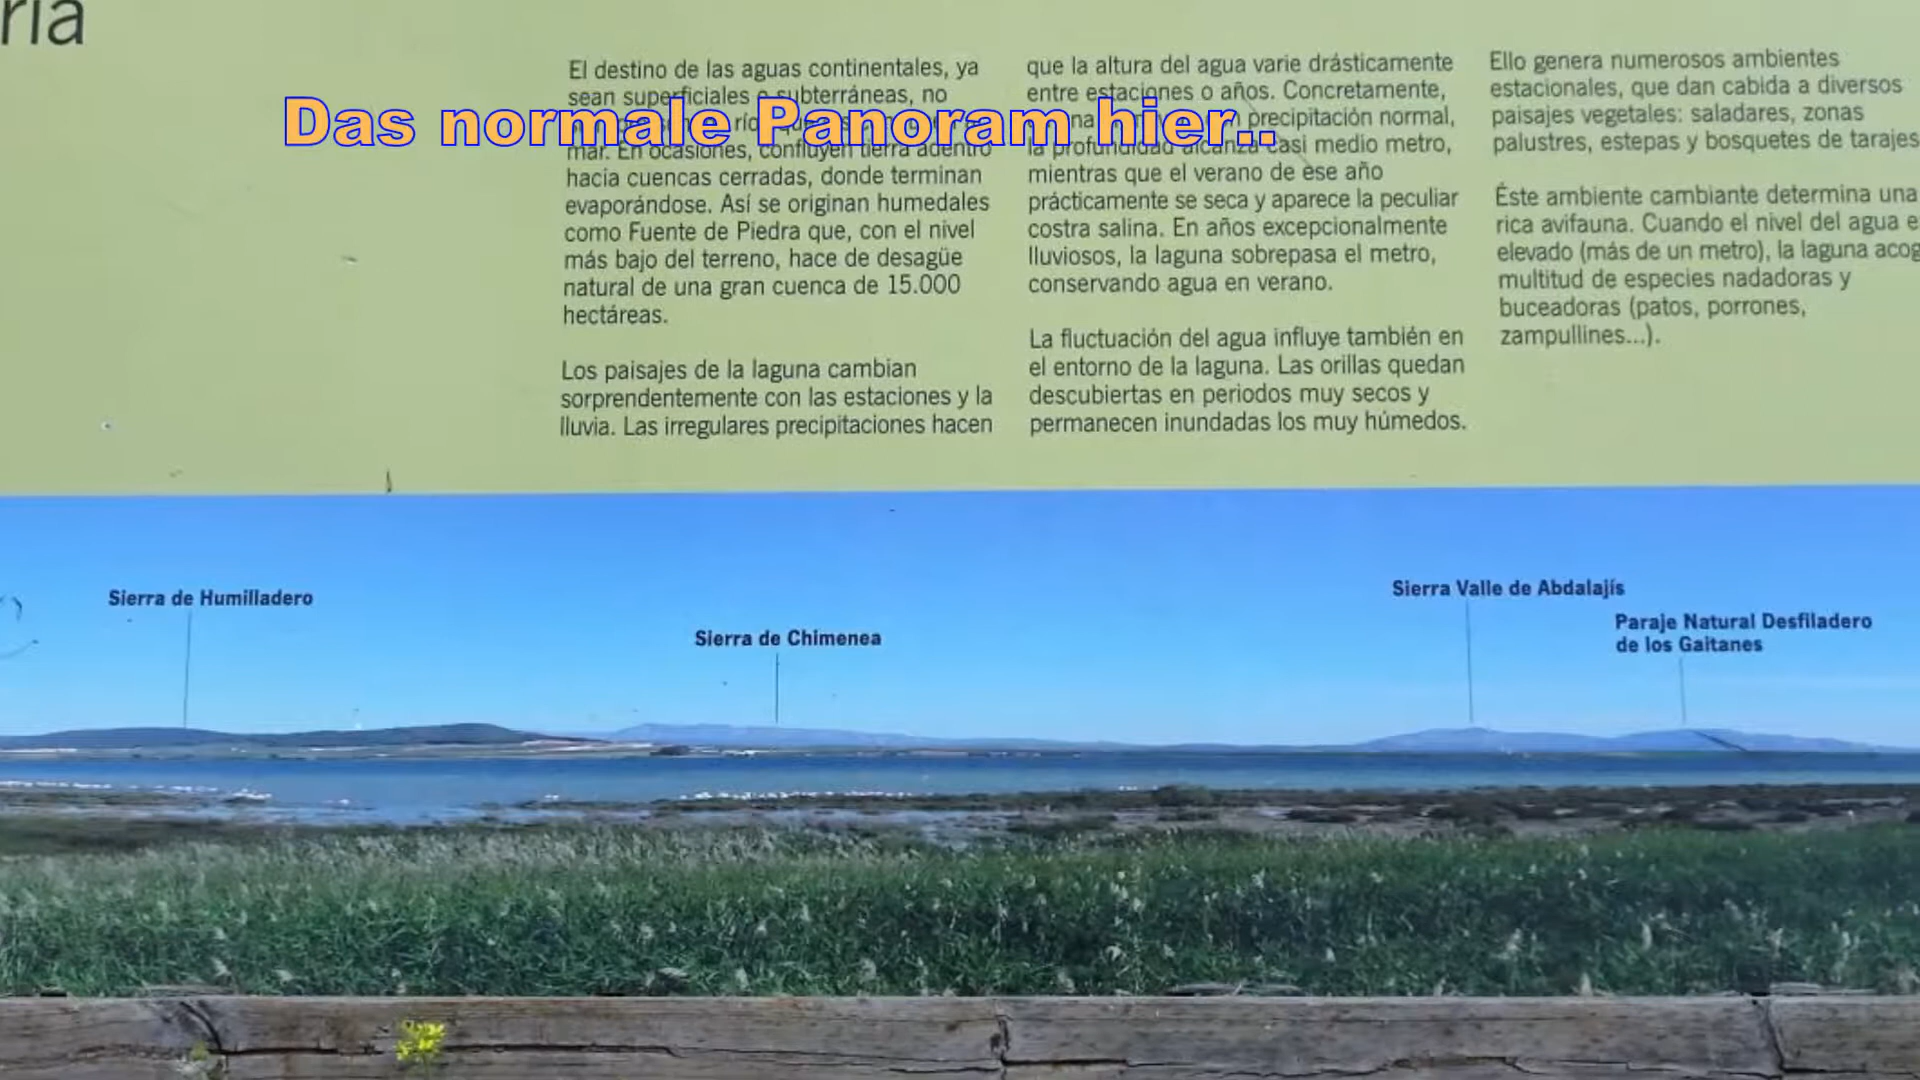 ría
Das normale Panoram hier..
El destino de las aguas continentales, ya
sean superficiales o subterráneas, no
mar. En ocasiones, confluyen tierra adentro
hacia cuencas cerradas, donde terminan
evaporándose. Así se originan humedales
como Fuente de Piedra que, con el nivel
más bajo del terreno, hace de desagüe
natural de una gran cuenca de 15.000
hectáreas.
Los paisajes de la laguna cambian
sorprendentemente con las estaciones y la
lluvia. Las irregulares precipitaciones hacen
que la altura del agua varie drásticamente
entre estaciones o años. Concretamente,
precipitación normal,
la profundidad alcanza casi medio metro,
mientras que el verano de ese año
prácticamente se seca y aparece la peculiar
costra salina. En años excepcionalmente
lluviosos, la laguna sobrepasa el metro,
conservando agua en verano.
La fluctuación del agua influye también en
el entorno de la laguna. Las orillas quedan
descubiertas en periodos muy secos y
permanecen inundadas los muy húmedos.
Ello genera numerosos ambientes
estacionales, que dan cabida a diversos
paisajes vegetales: saladares, zonas
palustres, estepas y bosquetes de tarajes
Éste ambiente cambiante determina una
rica avifauna. Cuando el nivel del agua e
elevado (más de un metro), la laguna acog
multitud de especies nadadoras y
buceadoras (patos, porrones,
zampullines...).
Sierra de Humilladero
Sierra de Chimenea
Sierra Valle de Abdalajís
Paraje Natural Desfiladero
de los Gaitanes